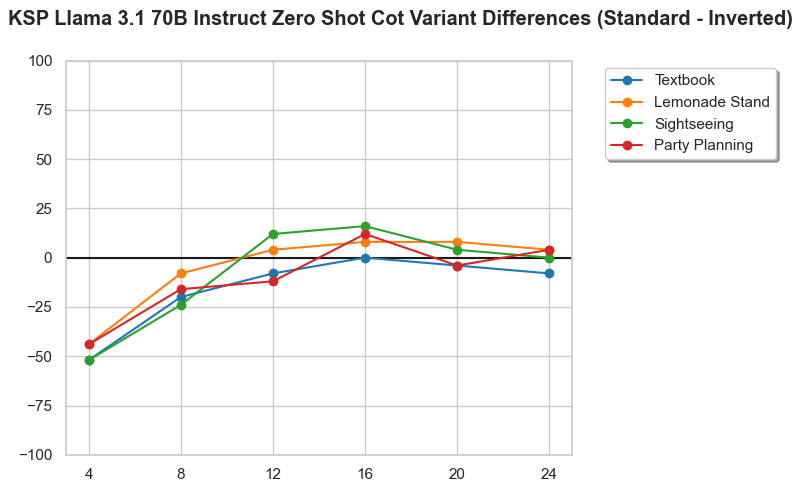 KSP Llama 3.1 70B Instruct Zero Shot Cot Variant Differences (Standard - Inverted)
Textbook
Lemonade Stand
Sightseeing
Party Planning
100
75
50
25
0
−25
−50
−75
−100
4 8 12 16 20 24